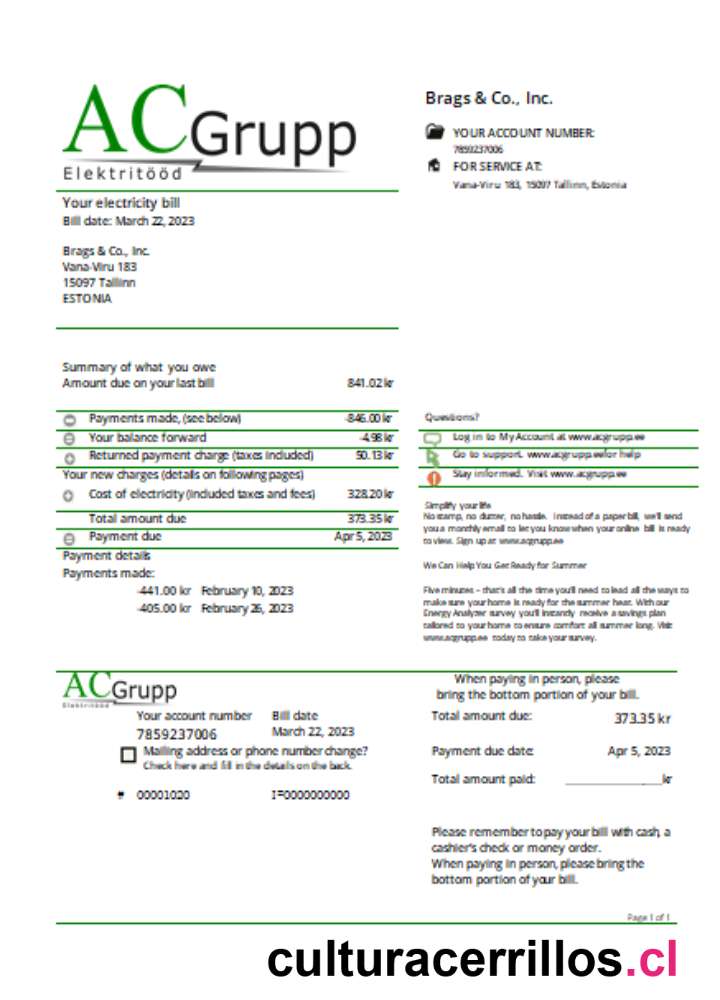 ACGrupp
Elektritööd
Your electricity bill
Bill date: March 22, 2023
Brags & Co., Inc.
Vana-Viru 183
15097 Tallinn
ESTONIA
Brags & Co., Inc.
YOUR ACCOUNT NUMBER:
7859237006
FOR SERVICE AT:
Vana-Viru 183, 15097 Tallinn, Estonia
Summary of what you owe
Amount due on your last bill 841.02 kr
Payments made, (see below) -846.00 kr
Your balance forward -4.98 kr
Returned payment charge (taxes included) 50.13 kr
Your new charges (details on following pages)
Cost of electricity (included taxes and fees) 328.20 kr
Total amount due 373.35 kr
Payment due Apr 5, 2023
Payment details
Payments made:
-441.00 kr February 10, 2023
-405.00 kr February 26, 2023
Questions?
Log in to My Account at www.acgrupp.ee
Go to support www.acgrupp.ee for help
Stay informed. Visit www.acgrupp.ee
Simplify your life
No stamp, no clutter, no hassle. Instead of a paper bill, we'll send
you a monthly email to let you know when your online bill is ready
to view. Sign up at www.acgrupp.ee
We Can Help You Get Ready for Summer
Five minutes – that's all the time you'll need to lead all the ways to
make sure your home is ready for the summer heat. With our
Energy Analyzer survey you'll instantly receive a savings plan
tailored to your home to ensure comfort all summer long. Visit
www.acgrupp.ee today to take your survey.
ACGrupp
Elektritööd
Your account number Bill date
7859237006 March 22, 2023
Mailing address or phone number change?
Check here and fill in the details on the back.
# 00001020 I=0000000000
When paying in person, please
bring the bottom portion of your bill.
Total amount due: 373.35 kr
Payment due date: Apr 5, 2023
Total amount paid: ______________kr
Please remember to pay your bill with cash, a
cashier's check or money order.
When paying in person, please bring the
bottom portion of your bill.
Page 1 of 1
culturacerrillos.cl